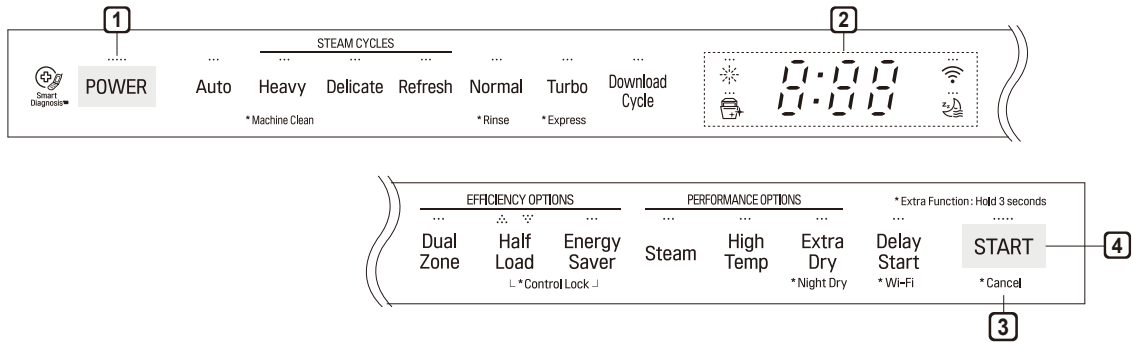 1
2
STEAM CYCLES
Smart
Diagnosis
POWER
Auto
Heavy
Delicate
Refresh
Normal
Turbo
Download
Cycle
8:88
zz
*Machine Clean
*Rinse
*Express
EFFICIENCY OPTIONS
PERFORMANCE OPTIONS
*Extra Function: Hold 3 seconds
Dual
Zone
Half
Load
Energy
Saver
Steam
High
Temp
Extra
Dry
Delay
Start
START
4
*Control Lock
*Night Dry
*Wi-Fi
*Cancel
3